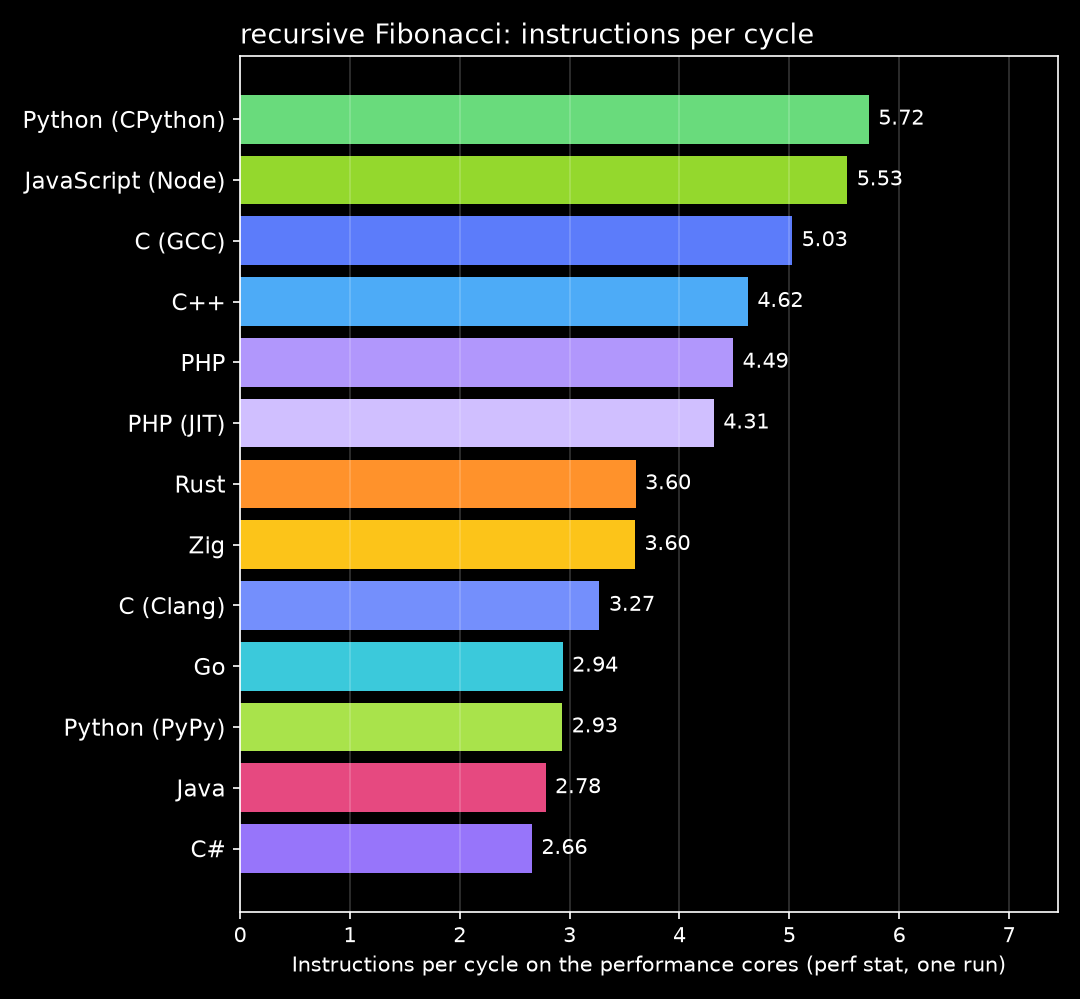 recursive Fibonacci: instructions per cycle
Python (CPython) 5.72
JavaScript (Node) 5.53
C (GCC) 5.03
C++ 4.62
PHP 4.49
PHP (JIT) 4.31
Rust 3.60
Zig 3.60
C (Clang) 3.27
Go 2.94
Python (PyPy) 2.93
Java 2.78
C# 2.66
0 1 2 3 4 5 6 7
Instructions per cycle on the performance cores (perf stat, one run)